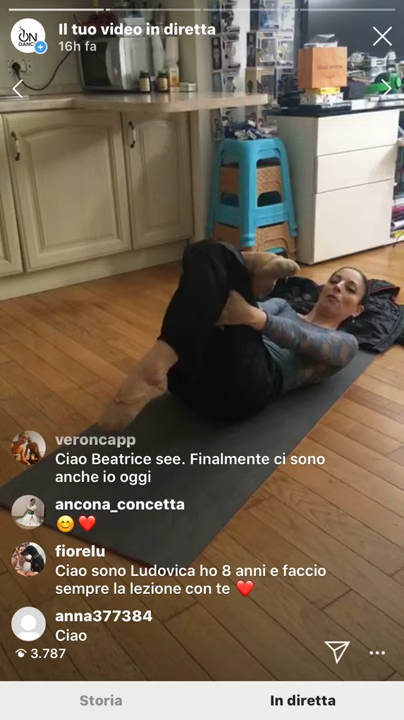 ON
DANC
Il tuo video in diretta
16h fa
veroncapp
Ciao Beatrice see. Finalmente ci sono
anche io oggi
ancona_concetta
😊❤️
fiorelu
Ciao sono Ludovica ho 8 anni e faccio
sempre la lezione con te ❤️
anna377384
Ciao
3.787
Storia
In diretta